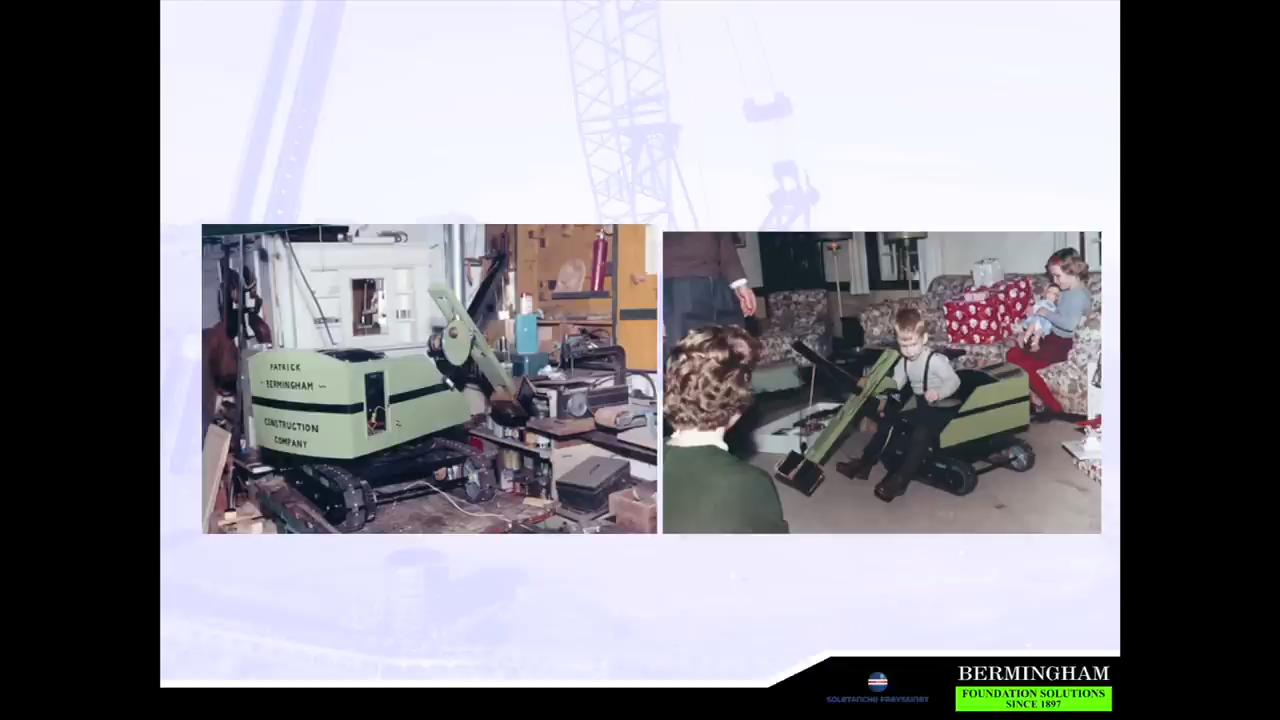 PATRICK
- BERMINGHAM -
CONSTRUCTION
COMPANY
SOLETANCHE FREYSSINET
BERMINGHAM
FOUNDATION SOLUTIONS
SINCE 1897